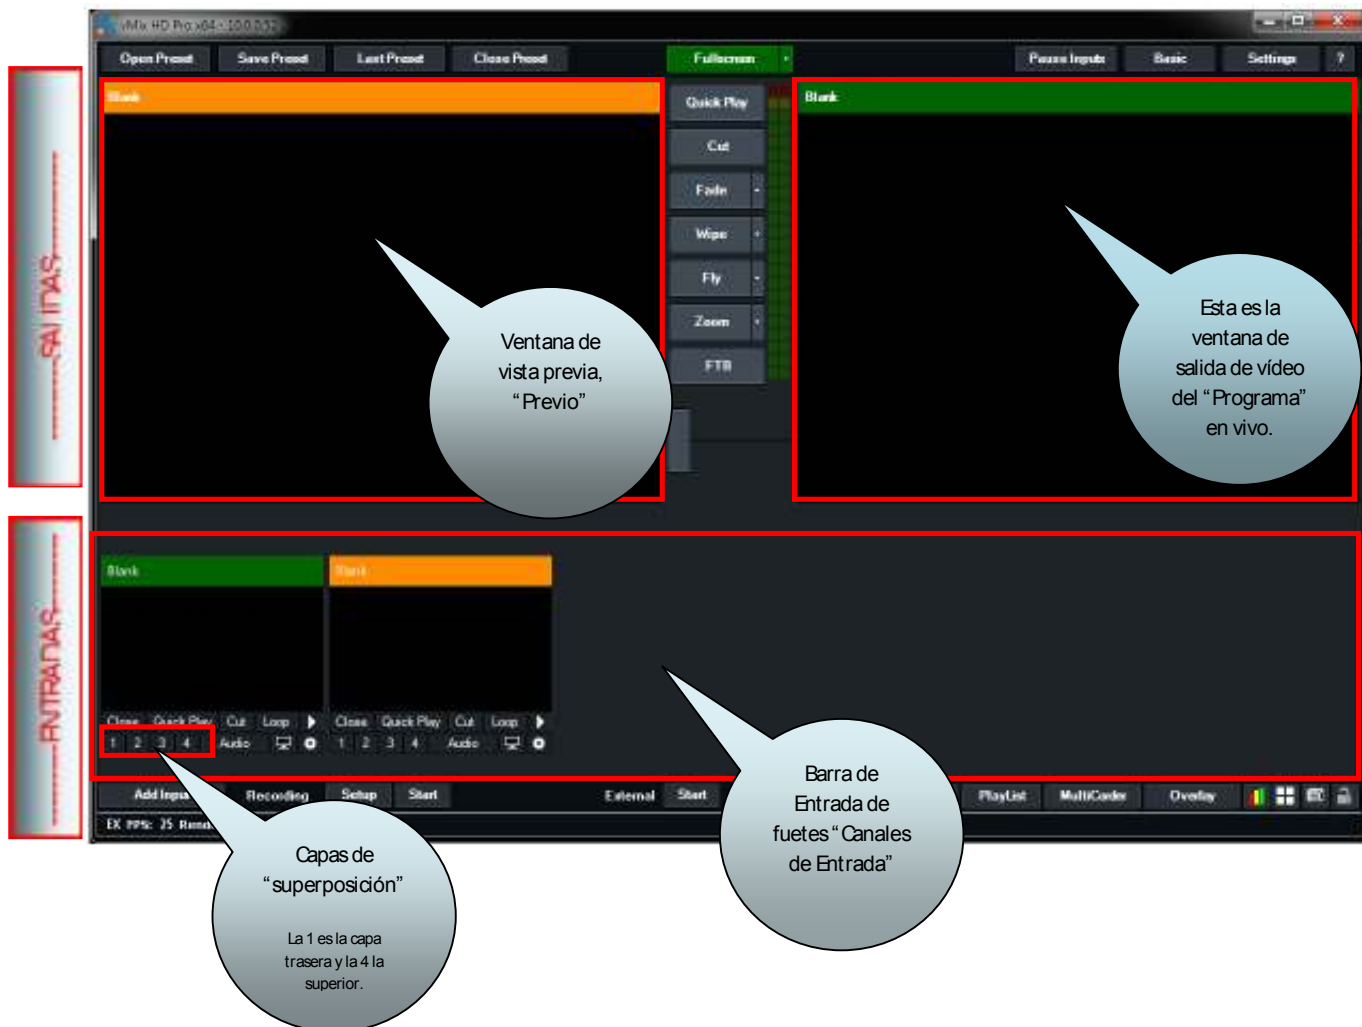 vMix HD Pro x64 - 10.0.0.52
Open Preset Save Preset Last Preset Close Preset Fullscreen Pause Inputs Basic Settings ?
Blank
Quick Play
Cut
Fade
Wipe
Fly
Zoom
FTB
Blank
SALIDAS
Ventana de
vista previa,
“Previo”
Esta es la
ventana de
salida de vídeo
del “Programa”
en vivo.
ENTRADAS
Blank
Blank
Close Quick Play Cut Loop
1 2 3 4 Audio
Close Quick Play Cut Loop
1 2 3 4 Audio
Barra de
Entrada de
fuetes “Canales
de Entrada”
Capas de
“superposición”
La 1 es la capa
trasera y la 4 la
superior.
Add Input Recording Setup Start External Start PlayList MultiCorder Overlay
EX FPS: 25